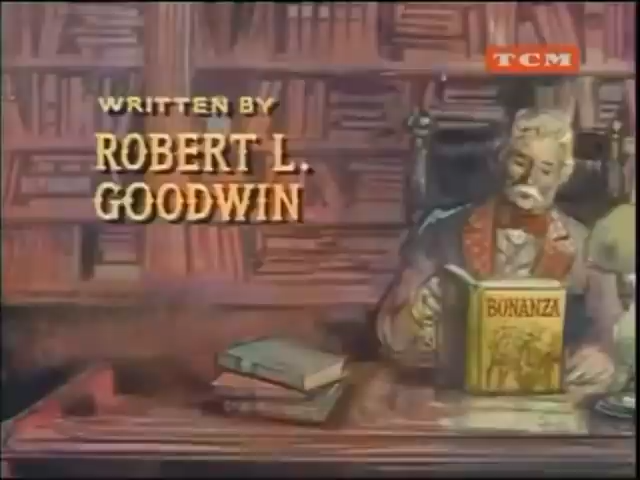 TCM
WRITTEN BY
ROBERT L.
GOODWIN
BONANZA